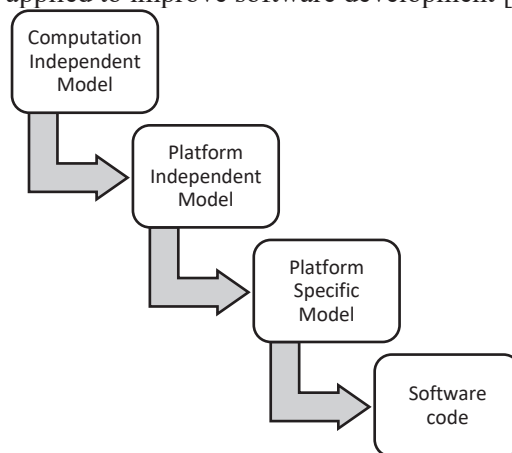 applied to improve software development [
Computation
Independent
Model
Platform
Independent
Model
Platform
Specific
Model
Software
code